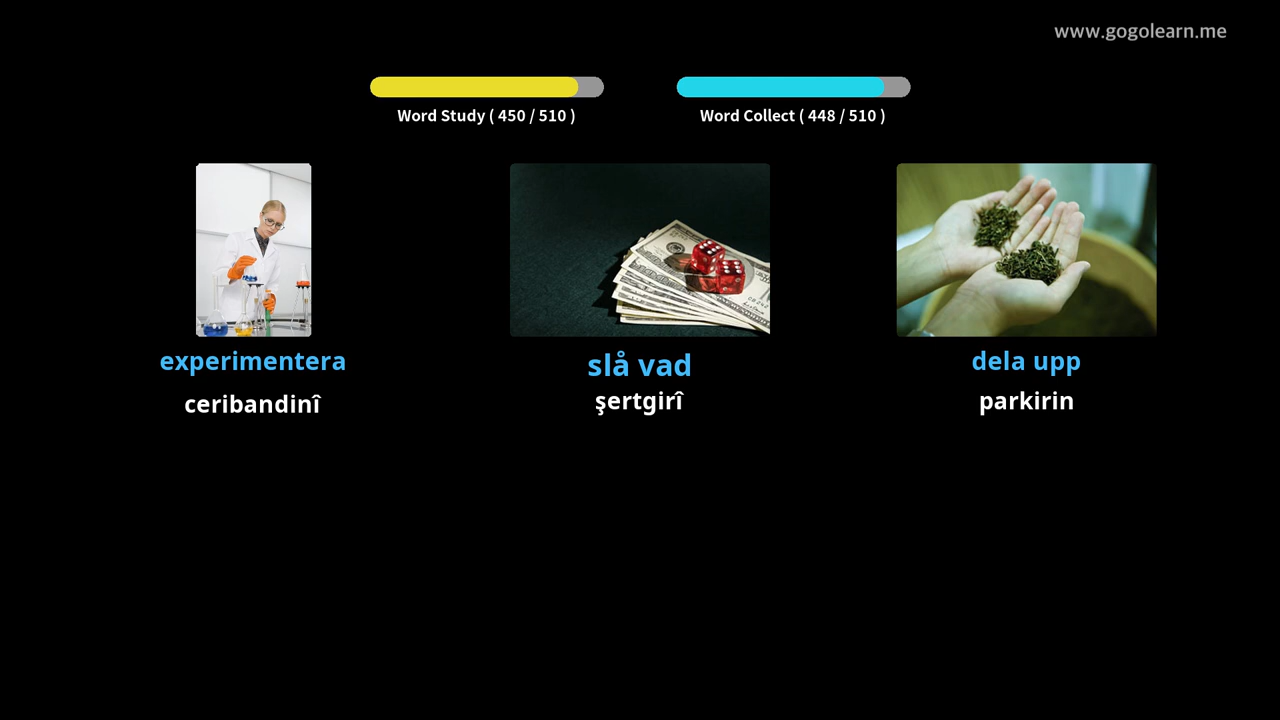 www.gogolearn.me
Word Study ( 450 / 510 )
Word Collect ( 448 / 510 )
experimentera
ceribandinî
slå vad
şertgirî
dela upp
parkirin